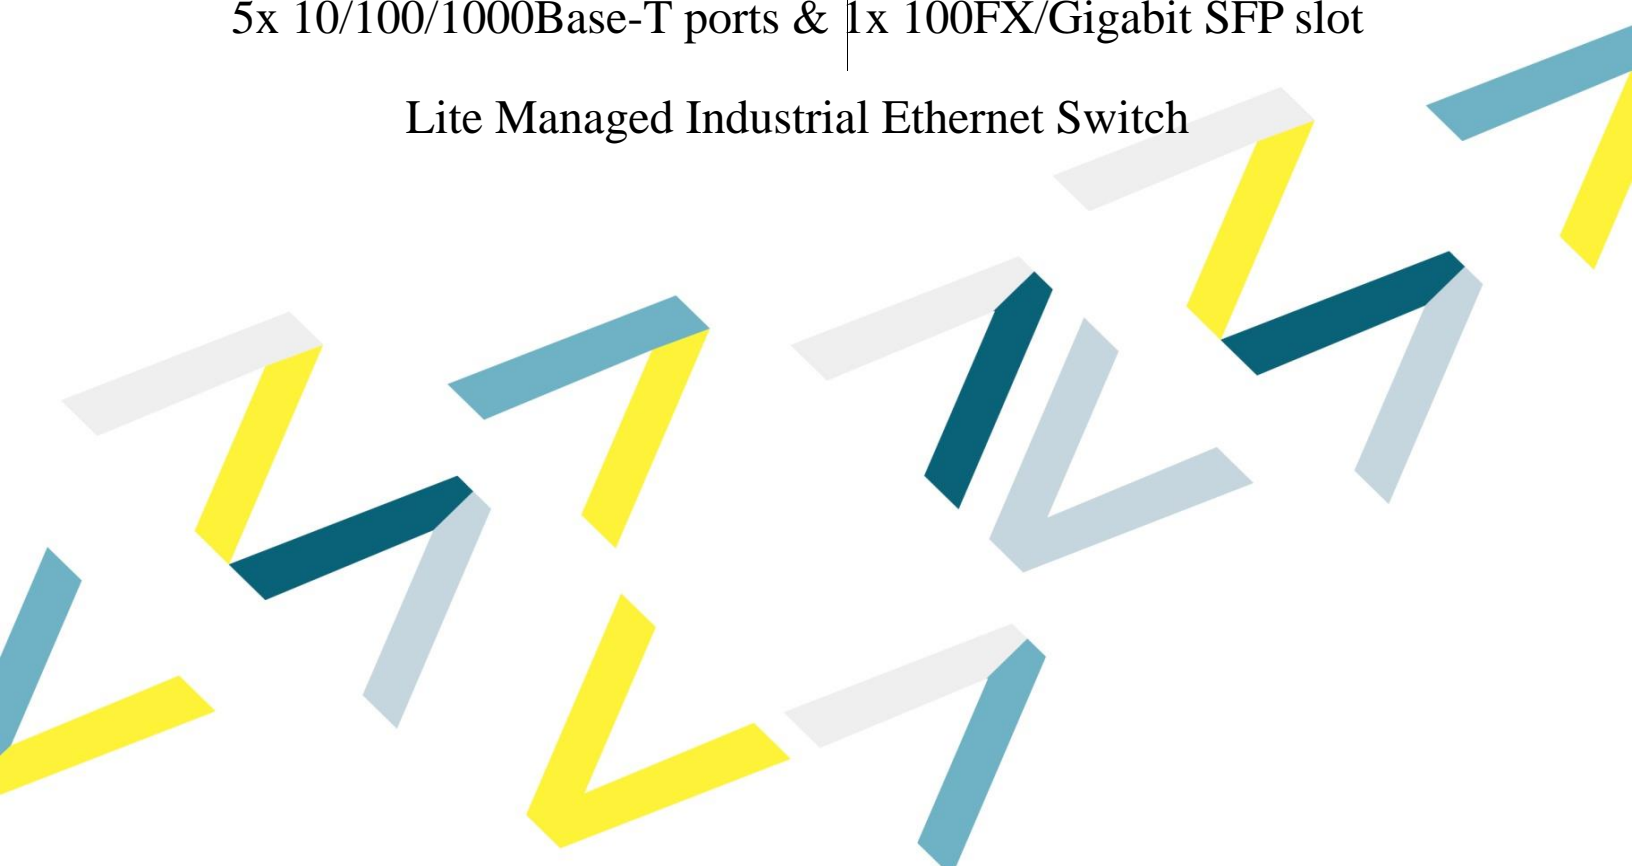 5x 10/100/1000Base-T ports & 1x 100FX/Gigabit SFP slot
Lite Managed Industrial Ethernet Switch